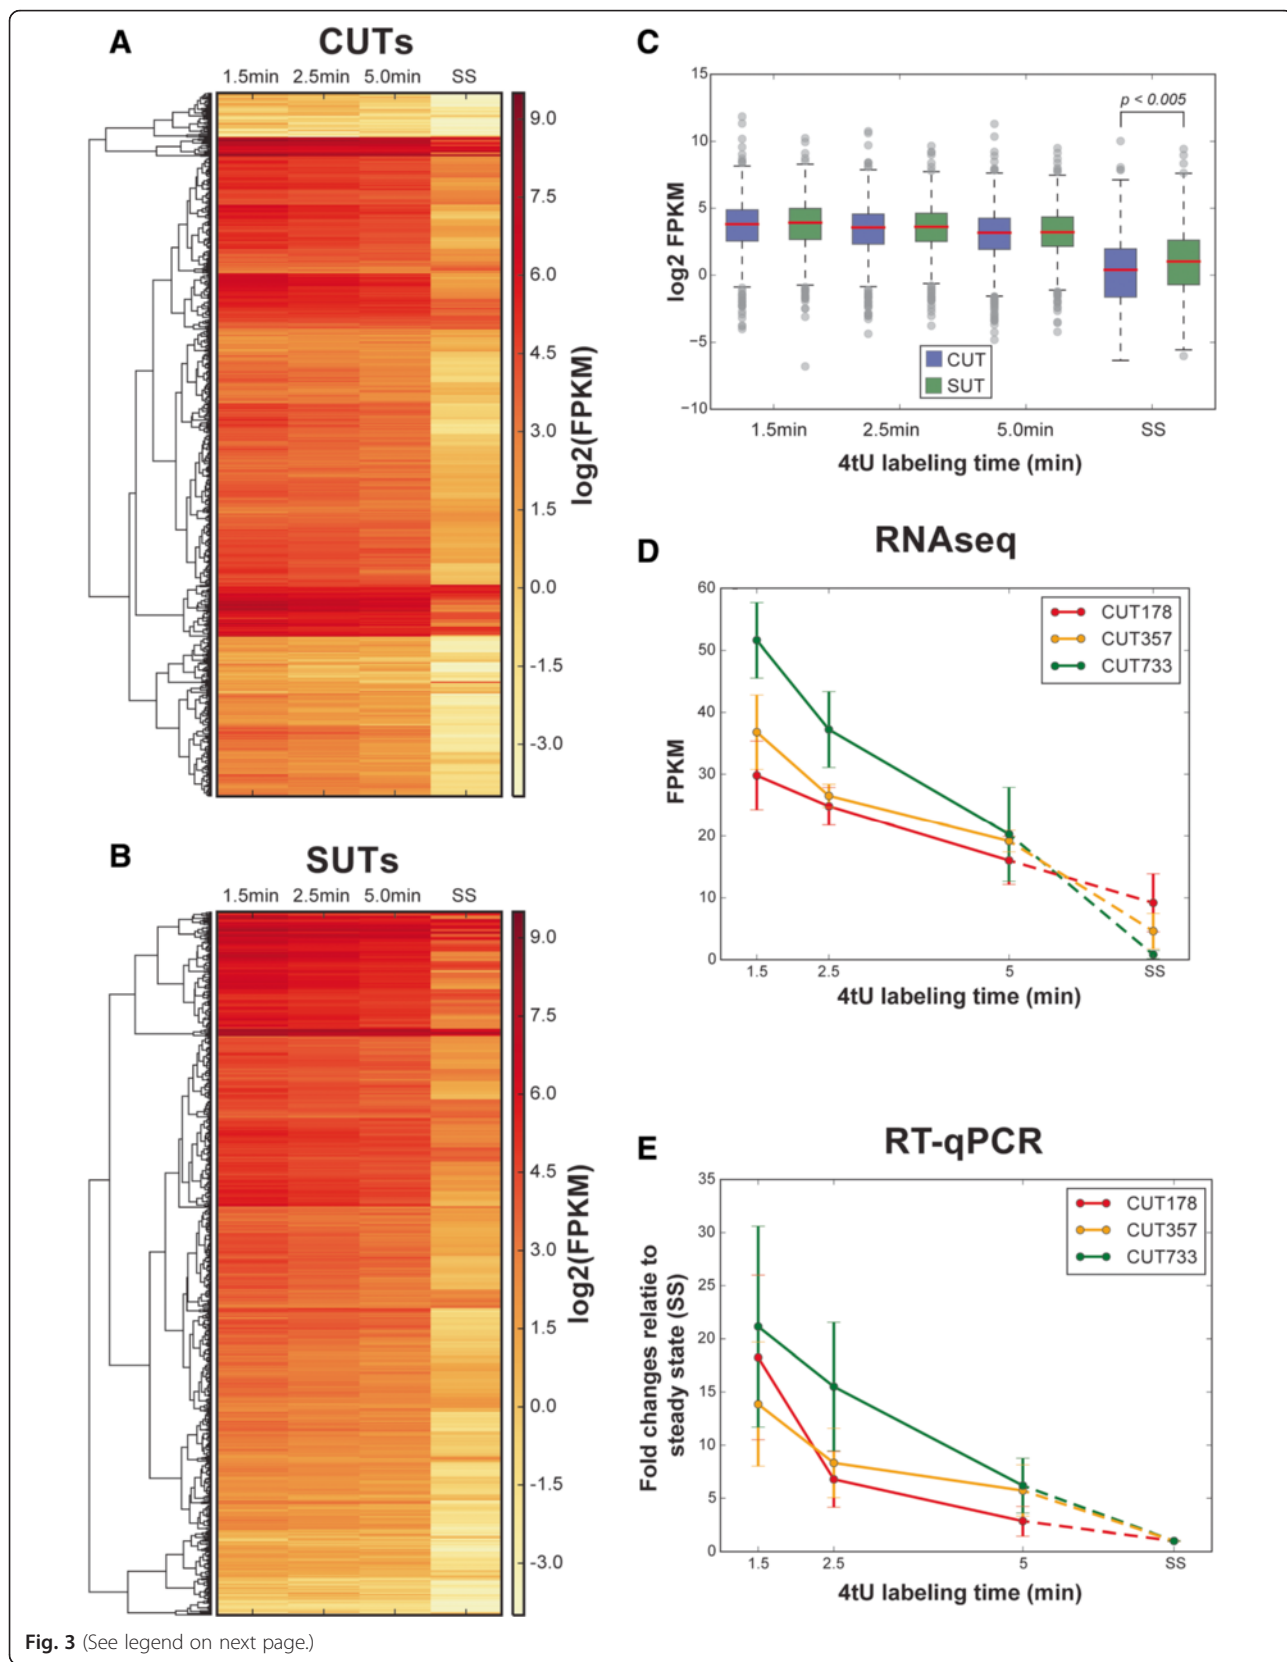 A
CUTs
1.5min 2.5min 5.0min SS
9.0
7.5
6.0
4.5
3.0
1.5
0.0
-1.5
-3.0
log2(FPKM)
B
SUTs
1.5min 2.5min 5.0min SS
9.0
7.5
6.0
4.5
3.0
1.5
0.0
-1.5
-3.0
log2(FPKM)
C
p < 0.005
15
10
5
0
−5
−10
log2 FPKM
CUT
SUT
1.5min 2.5min 5.0min SS
4tU labeling time (min)
D
RNAseq
60
50
40
30
20
10
0
FPKM
CUT178
CUT357
CUT733
1.5 2.5 5 SS
4tU labeling time (min)
E
RT-qPCR
35
30
25
20
15
10
5
0
Fold changes relatie to
steady state (SS)
CUT178
CUT357
CUT733
1.5 2.5 5 SS
4tU labeling time (min)
Fig. 3 (See legend on next page.)